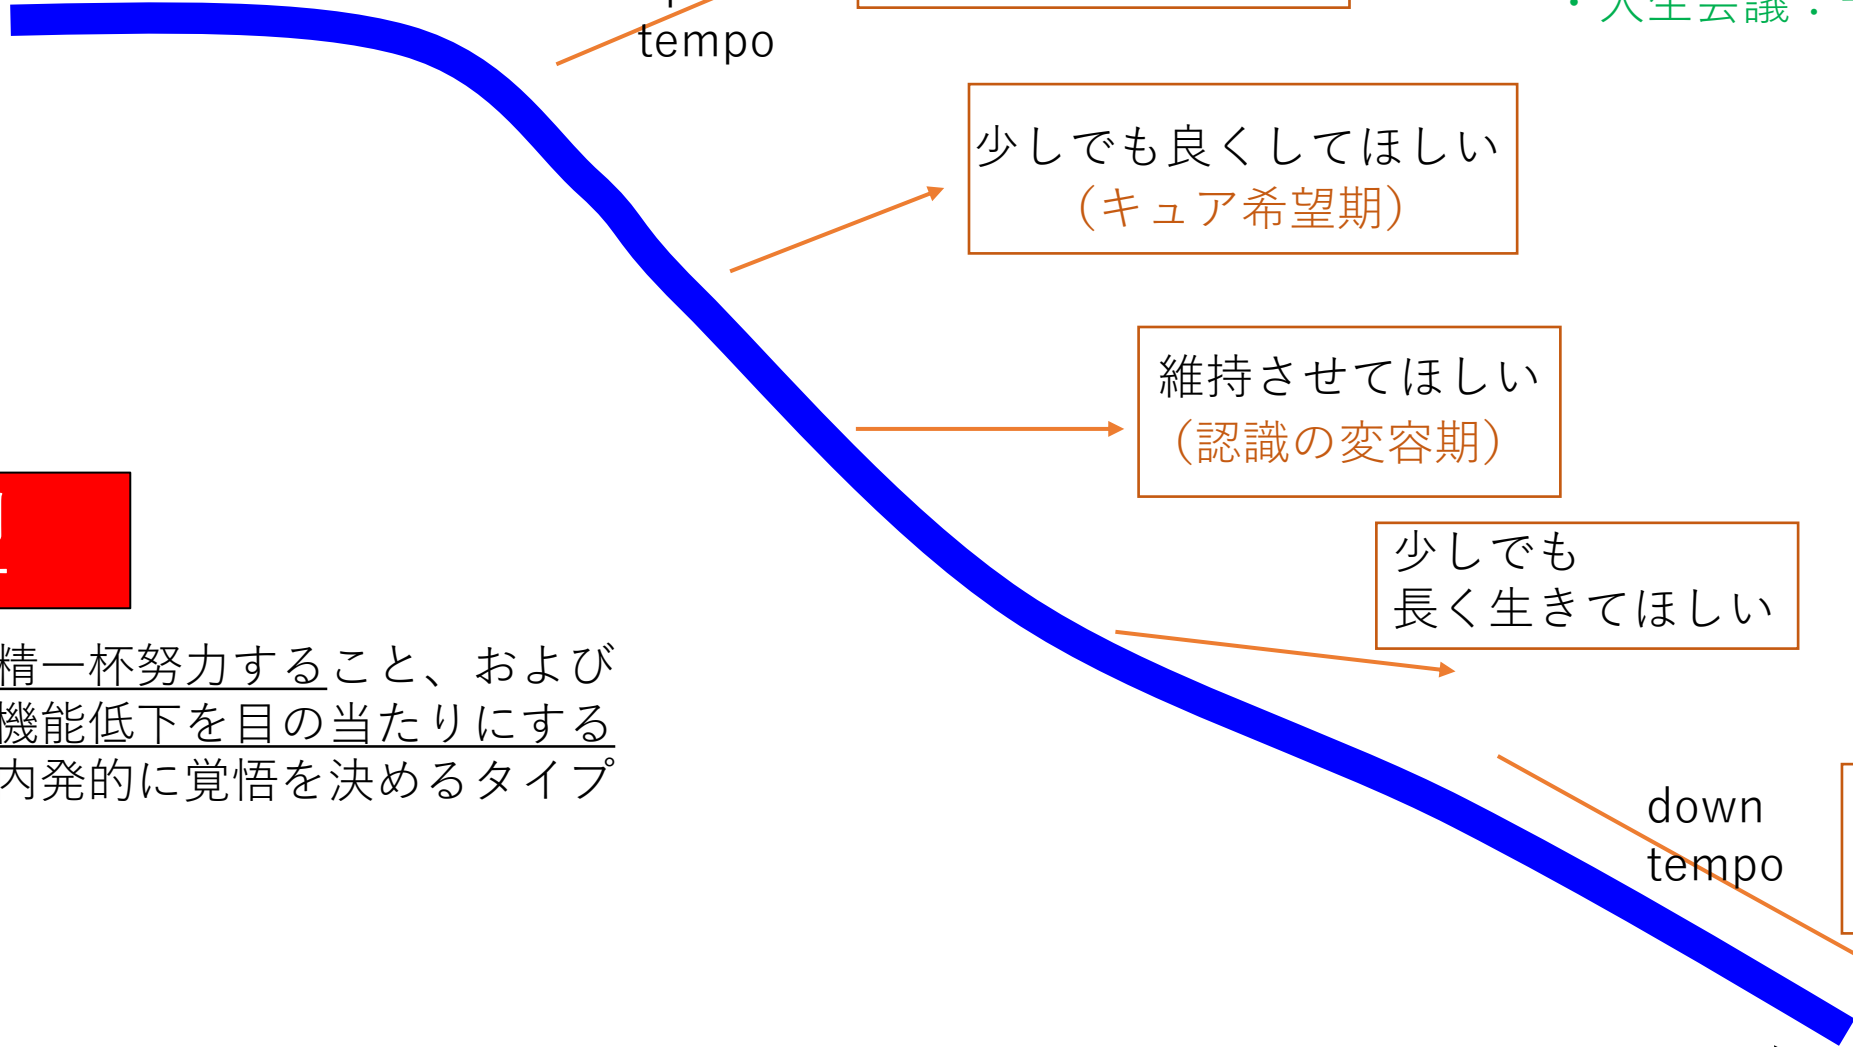 ・人生会議：
tempo
少しでも良くしてほしい
（キュア希望期）
維持させてほしい
（認識の変容期）
少しでも
長く生きてほしい
精一杯努力すること、および
機能低下を目の当たりにする
内発的に覚悟を決めるタイプ
down
tempo